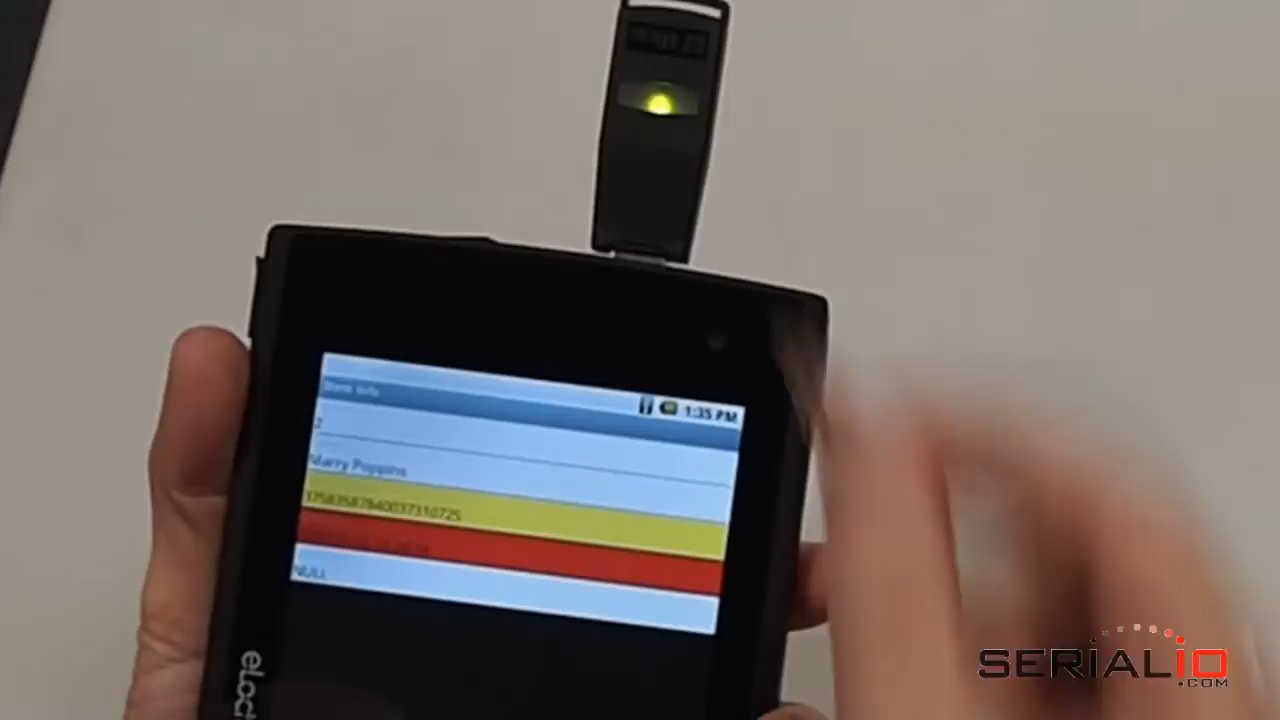 1:35 PM
Item Info
2
Marry Poppins
17583587840037310725
NULL
eLoc
SERIALIO
.COM